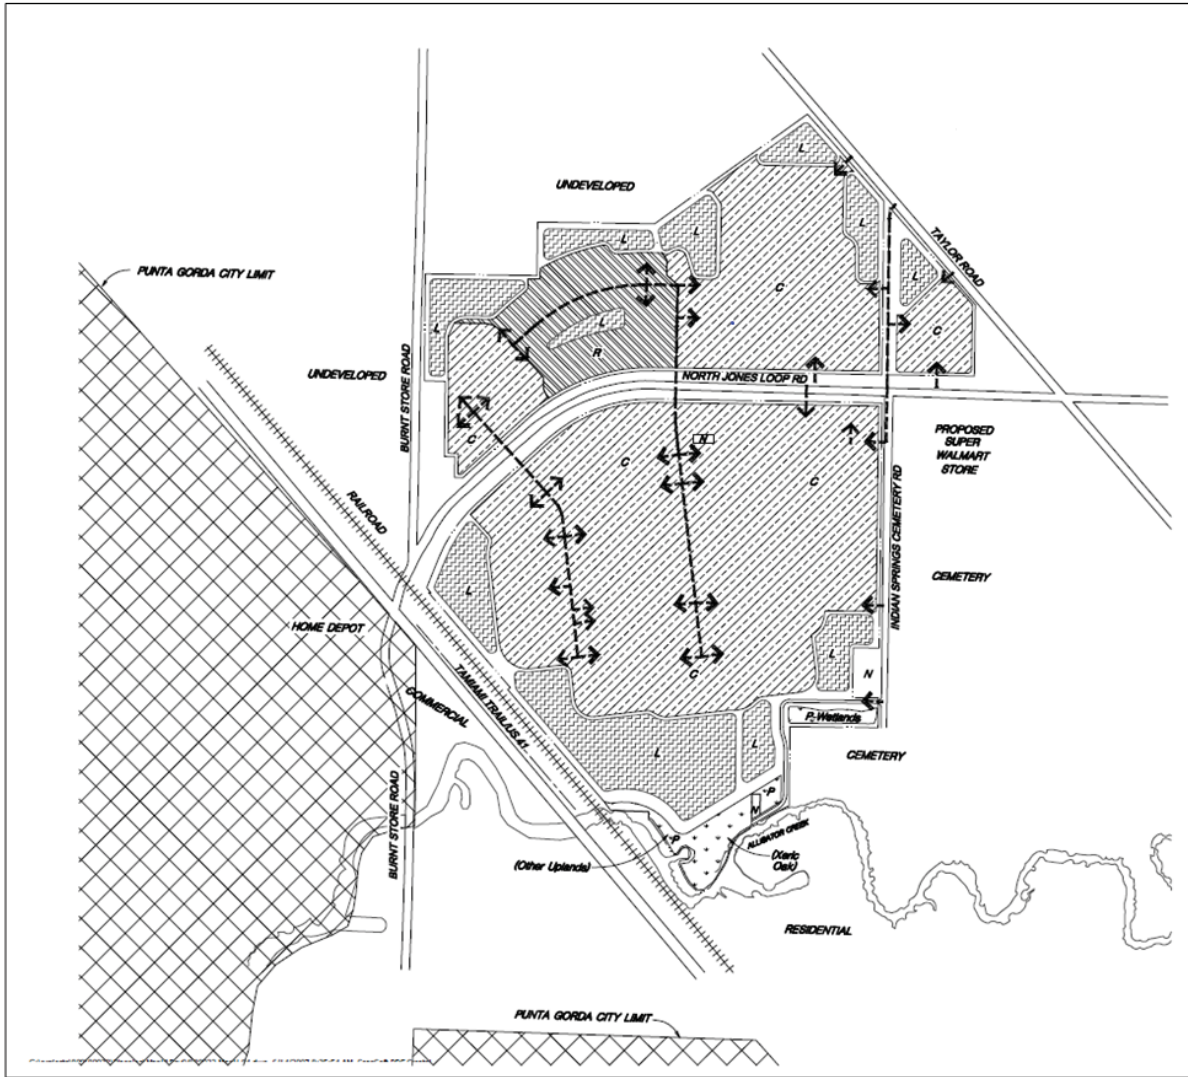 L
UNDEVELOPED
L
L
L
TAYLOR ROAD
PUNTA GORDA CITY LIMIT
L
C
L
L
C
R
UNDEVELOPED
BURNT STORE ROAD
NORTH JONES LOOP RD
C
N
C
C
PROPOSED
SUPER
WALMART
STORE
RAILROAD
INDIAN SPRINGS CEMETERY RD
CEMETERY
L
HOME DEPOT
L
N
C
TAMIAMI TRAIL/US 41
COMMERCIAL
P-Wetlands
L
L
CEMETERY
P
N
BURNT STORE ROAD
P
ALLIGATOR CREEK
(Other Uplands)
(Xeric
Oak)
RESIDENTIAL
PUNTA GORDA CITY LIMIT